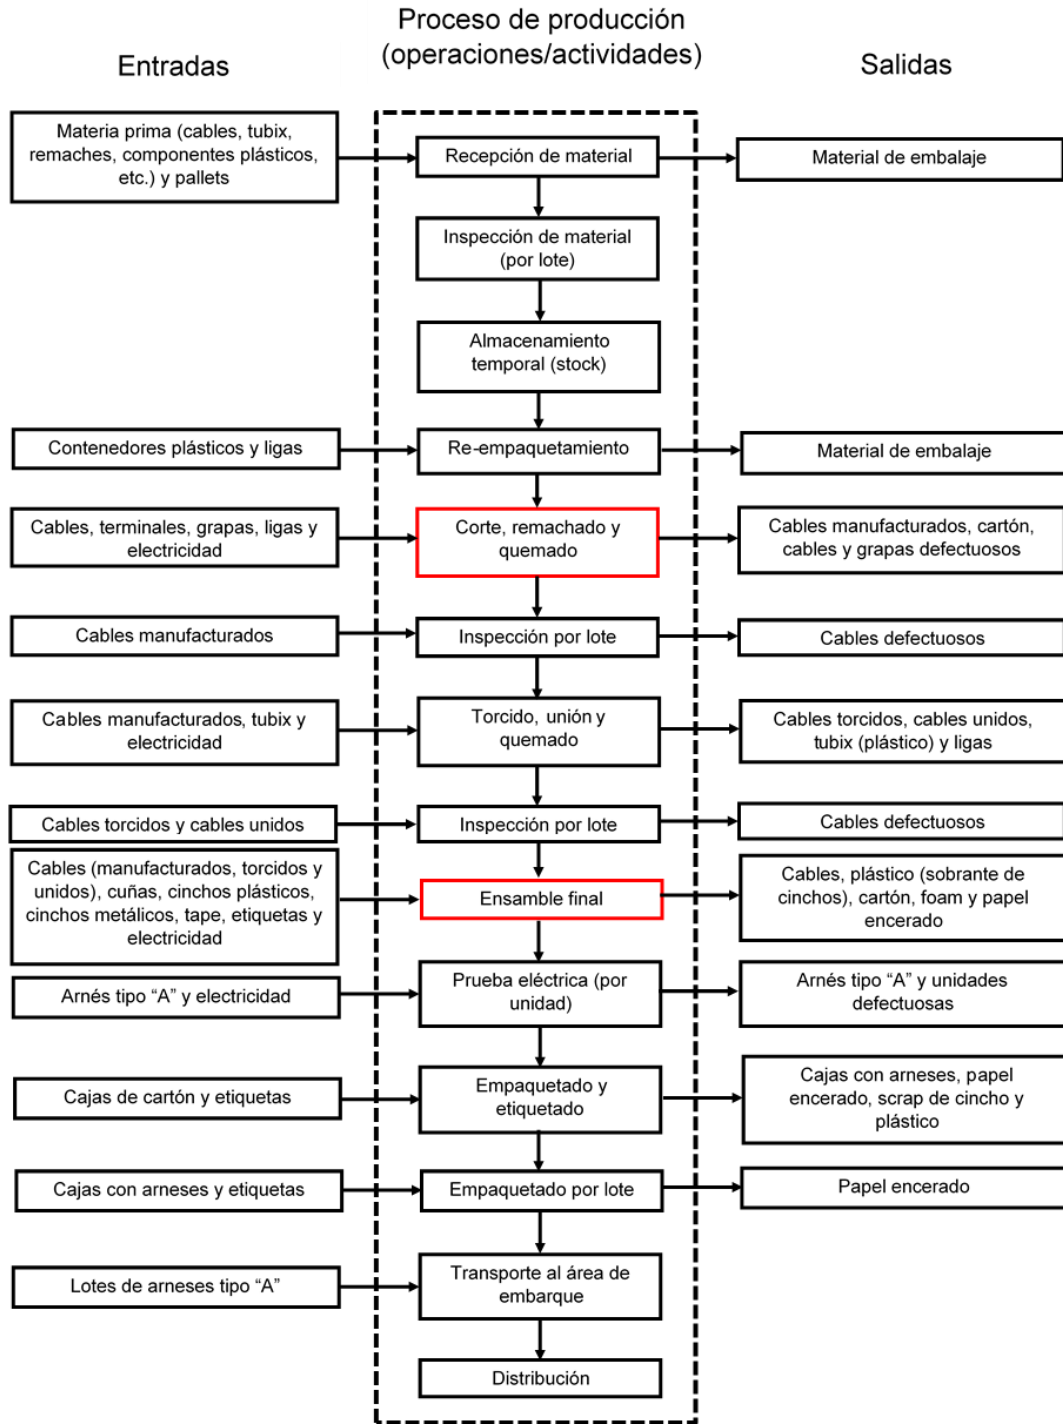 Proceso de producción
(operaciones/actividades)
Entradas
Salidas
Materia prima (cables, tubix,
remaches, componentes plásticos,
etc.) y pallets
Recepción de material
Material de embalaje
Inspección de material
(por lote)
Almacenamiento
temporal (stock)
Contenedores plásticos y ligas
Re-empaquetamiento
Material de embalaje
Cables, terminales, grapas, ligas y
electricidad
Corte, remachado y
quemado
Cables manufacturados, cartón,
cables y grapas defectuosos
Cables manufacturados
Inspección por lote
Cables defectuosos
Cables manufacturados, tubix y
electricidad
Torcido, unión y
quemado
Cables torcidos, cables unidos,
tubix (plástico) y ligas
Cables torcidos y cables unidos
Inspección por lote
Cables defectuosos
Cables (manufacturados, torcidos y
unidos), cuñas, cinchos plásticos,
cinchos metálicos, tape, etiquetas y
electricidad
Ensamble final
Cables, plástico (sobrante de
cinchos), cartón, foam y papel
encerado
Arnés tipo “A” y electricidad
Prueba eléctrica (por
unidad)
Arnés tipo “A” y unidades
defectuosas
Cajas de cartón y etiquetas
Empaquetado y
etiquetado
Cajas con arneses, papel
encerado, scrap de cincho y
plástico
Cajas con arneses y etiquetas
Empaquetado por lote
Papel encerado
Lotes de arneses tipo “A”
Transporte al área de
embarque
Distribución